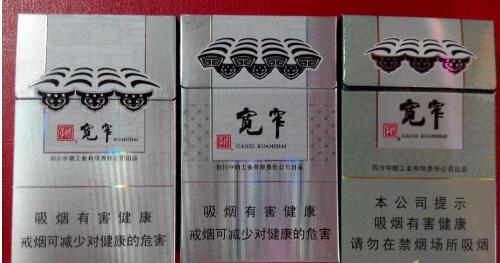 宽窄
KUANZHAI
四川中烟工业有限责任公司出品
吸烟有害健康
戒烟可减少对健康的危害
宽窄
JIAOZI KUANZHAI
四川中烟工业有限责任公司出品
吸烟有害健康
戒烟可减少对健康的危害
宽窄
JIAOZI KUANZHAI
四川中烟工业有限责任公司出品
本公司提示
吸烟有害健康
请勿在禁烟场所吸烟